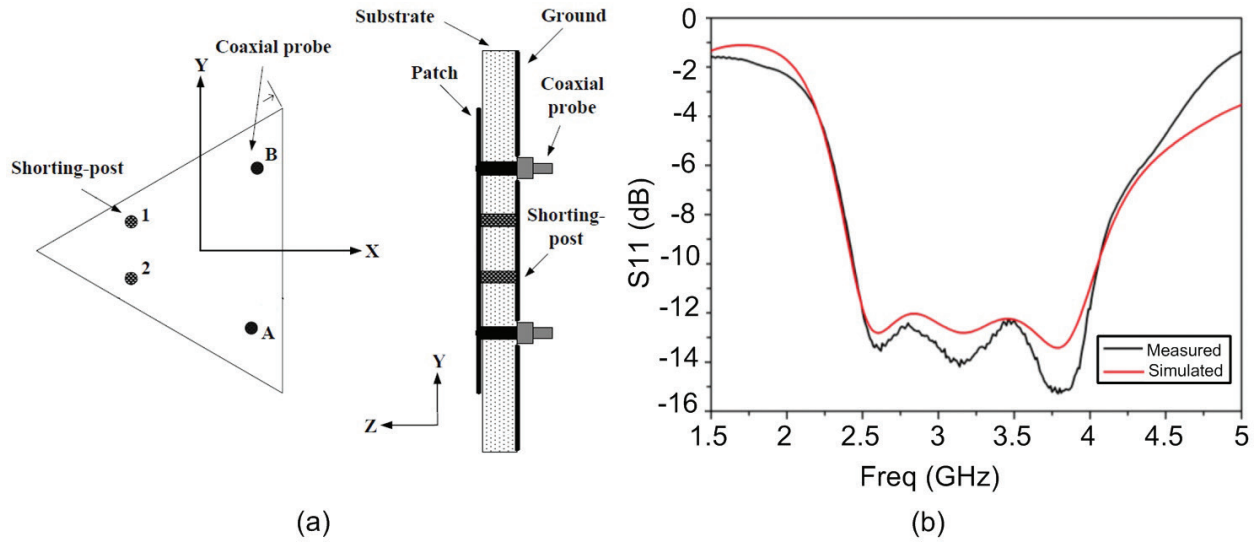 Coaxial probe
Y
B
Shorting-post
1
2
X
A
(a)
Substrate
Ground
Patch
Coaxial
probe
Shorting-
post
Y
Z
0
-2
-4
-6
-8
-10
-12
-14
-16
S11 (dB)
Measured
Simulated
1.5
2
2.5
3
3.5
4
4.5
5
Freq (GHz)
(b)